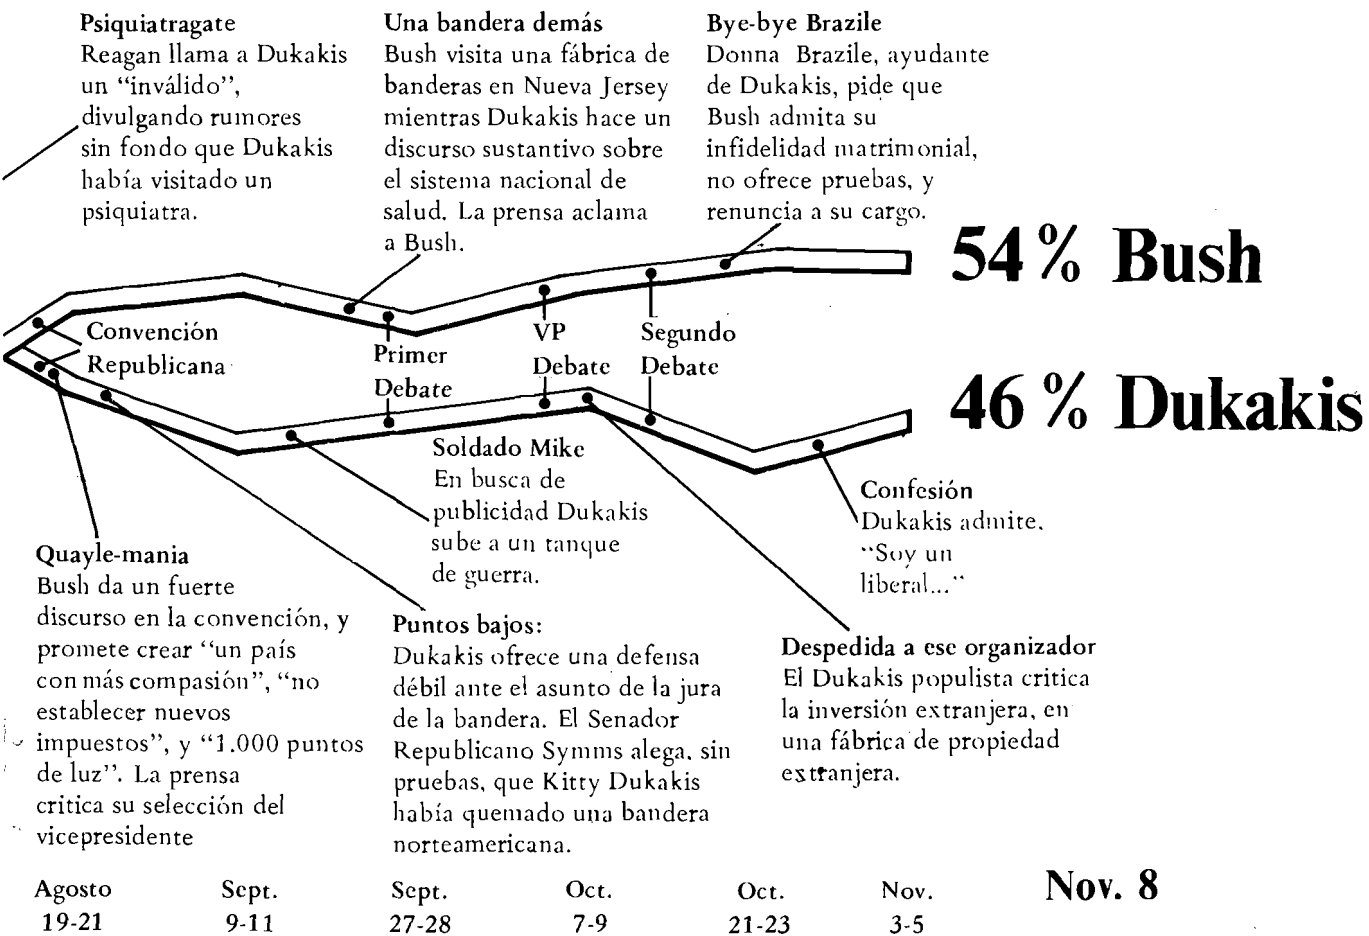 Psiquiatragate
Reagan llama a Dukakis
un “inválido”,
divulgando rumores
sin fondo que Dukakis
había visitado un
psiquiatra.
Una bandera demás
Bush visita una fábrica de
banderas en Nueva Jersey
mientras Dukakis hace un
discurso sustantivo sobre
el sistema nacional de
salud. La prensa aclama
a Bush.
Bye-bye Brazile
Donna Brazile, ayudante
de Dukakis, pide que
Bush admita su
infidelidad matrimonial,
no ofrece pruebas, y
renuncia a su cargo.
54% Bush
Convención
Republicana
Primer
Debate
VP
Debate
Segundo
Debate
46% Dukakis
Soldado Mike
En busca de
publicidad Dukakis
sube a un tanque
de guerra.
Confesión
Dukakis admite.
“Soy un
liberal...“
Quayle-mania
Bush da un fuerte
discurso en la convención, y
promete crear “un país
con más compasión”, “no
establecer nuevos
impuestos”, y “1.000 puntos
de luz”. La prensa
critica su selección del
vicepresidente
Puntos bajos:
Dukakis ofrece una defensa
débil ante el asunto de la jura
de la bandera. El Senador
Republicano Symms alega, sin
pruebas, que Kitty Dukakis
había quemado una bandera
norteamericana.
Despedida a ese organizador
El Dukakis populista critica
la inversión extranjera, en
una fábrica de propiedad
extranjera.
Agosto
19-21
Sept.
9-11
Sept.
27-28
Oct.
7-9
Oct.
21-23
Nov.
3-5
Nov. 8